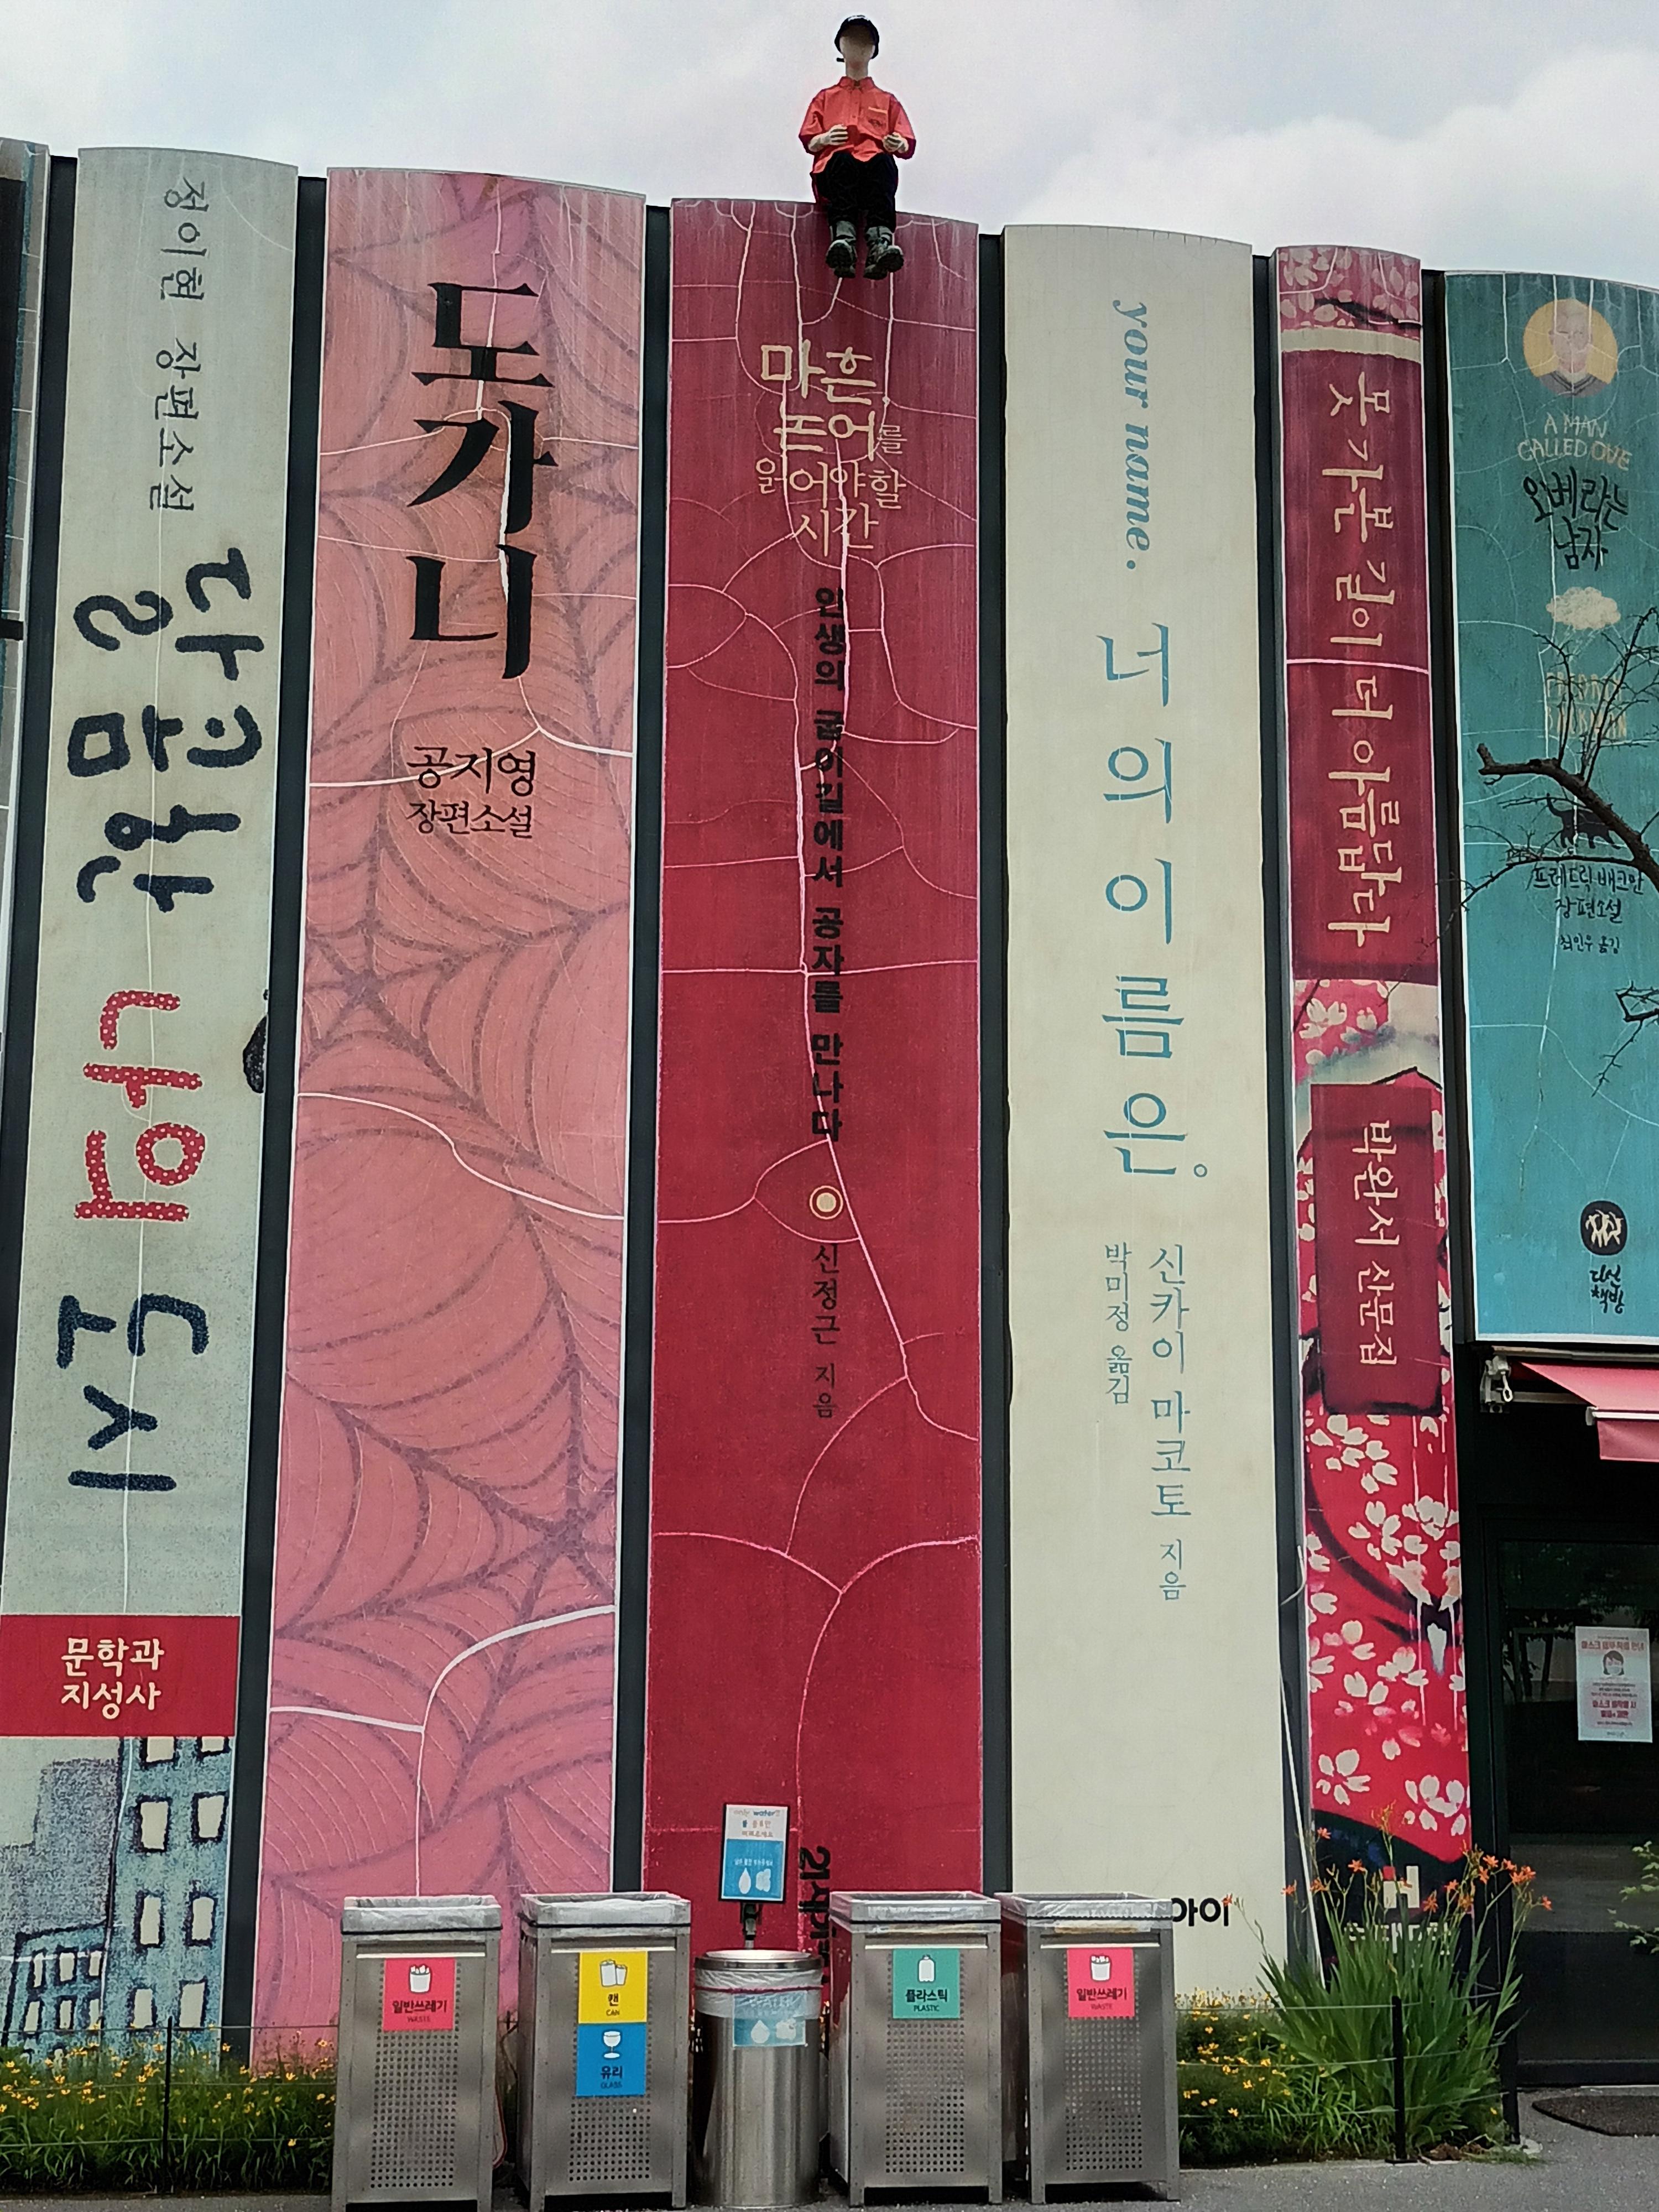 정이현 장편소설
달콤한
나의
도시
문학과
지성사
도가니
공지영
장편소설
마흔,
논어를
읽어야 할
시간
인생의 굽이길에서 공자를 만나다
신정근 지음
your name.
너의 이름은。
신카이 마코토 지음
박미정 옮김
못 가본 길이 더 아름답다
박완서 산문집
A MAN
CALLED OVE
오베라는
남자
프레드릭 배크만
장편소설
최민우 옮김
다산
책방
only water!!
일반쓰레기
WASTE
캔
CAN
유리
GLASS
플라스틱
PLASTIC
일반쓰레기
WASTE